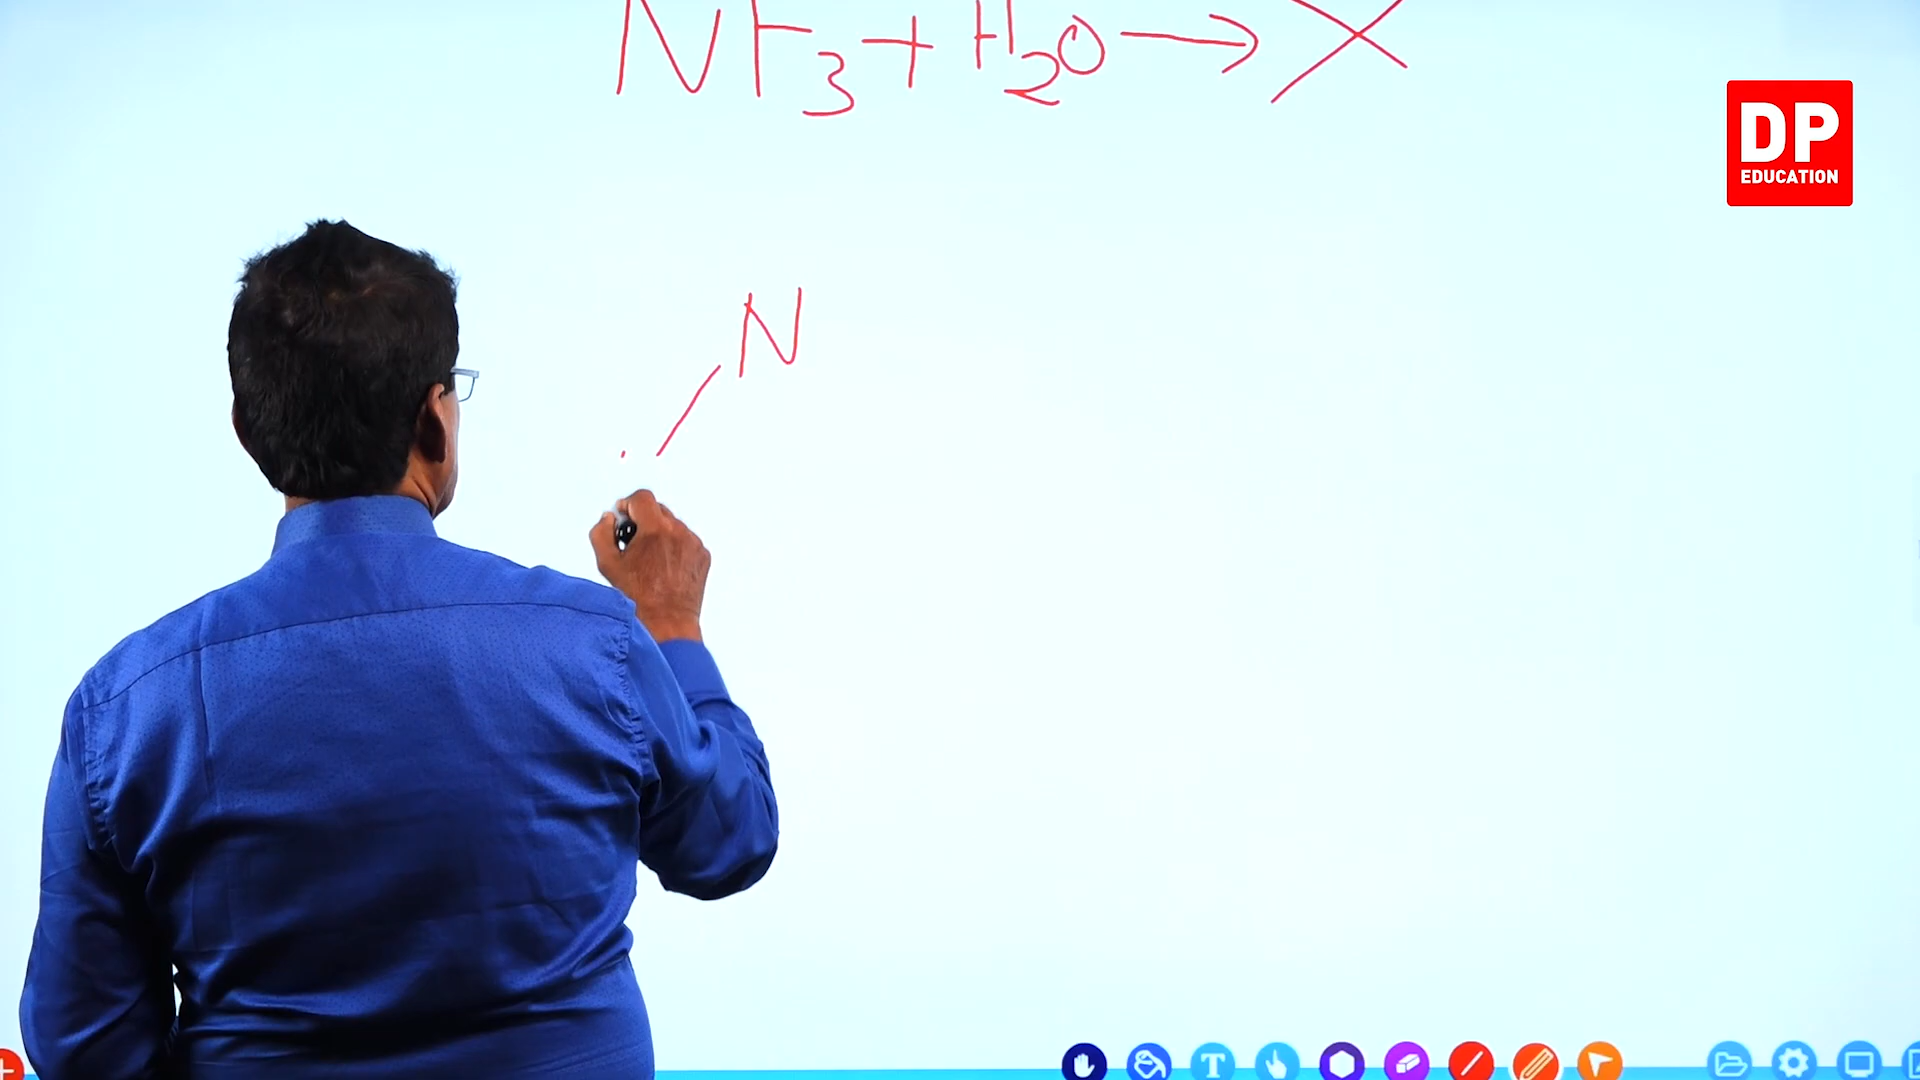 NF₃ + H₂O → X
DP
EDUCATION
N
T